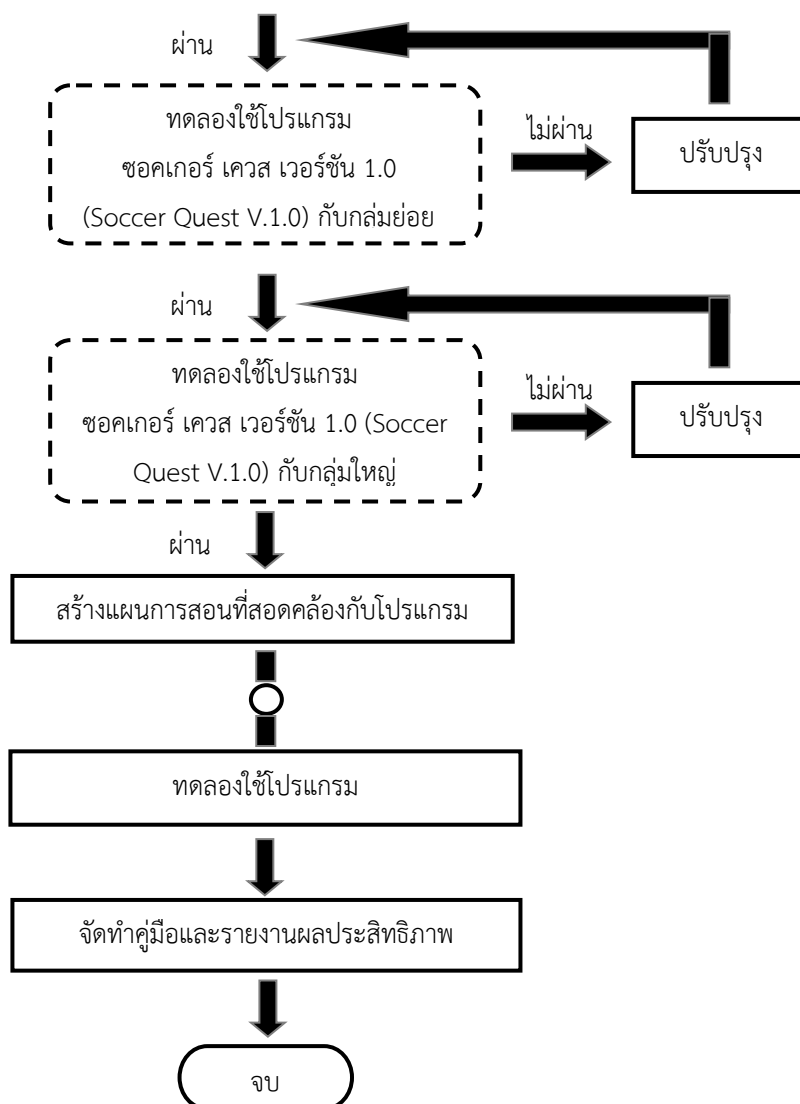 ผ่าน
ทดลองใช้โปรแกรม
ซอคเกอร์ เควส เวอร์ชัน 1.0
(Soccer Quest V.1.0) กับกลุ่มย่อย
ไม่ผ่าน
ปรับปรุง
ผ่าน
ทดลองใช้โปรแกรม
ซอคเกอร์ เควส เวอร์ชัน 1.0 (Soccer
Quest V.1.0) กับกลุ่มใหญ่
ไม่ผ่าน
ปรับปรุง
ผ่าน
สร้างแผนการสอนที่สอดคล้องกับโปรแกรม
ทดลองใช้โปรแกรม
จัดทำคู่มือและรายงานผลประสิทธิภาพ
จบ